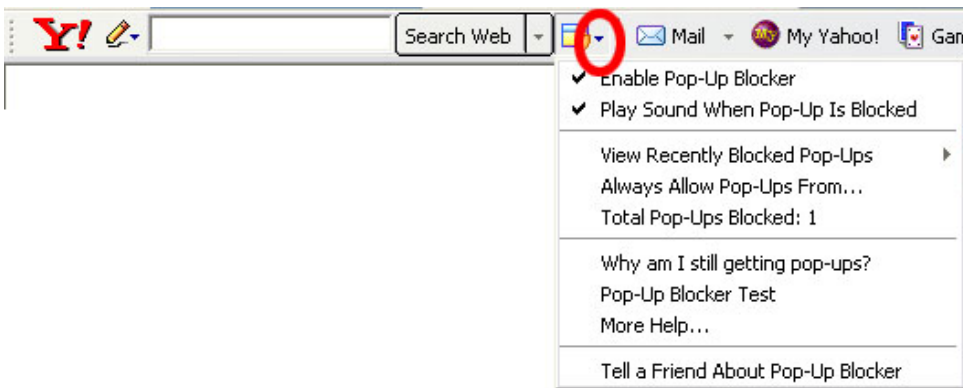 Y! Search Web Mail My Yahoo! Gam
Enable Pop-Up Blocker
Play Sound When Pop-Up Is Blocked
View Recently Blocked Pop-Ups
Always Allow Pop-Ups From...
Total Pop-Ups Blocked: 1
Why am I still getting pop-ups?
Pop-Up Blocker Test
More Help...
Tell a Friend About Pop-Up Blocker